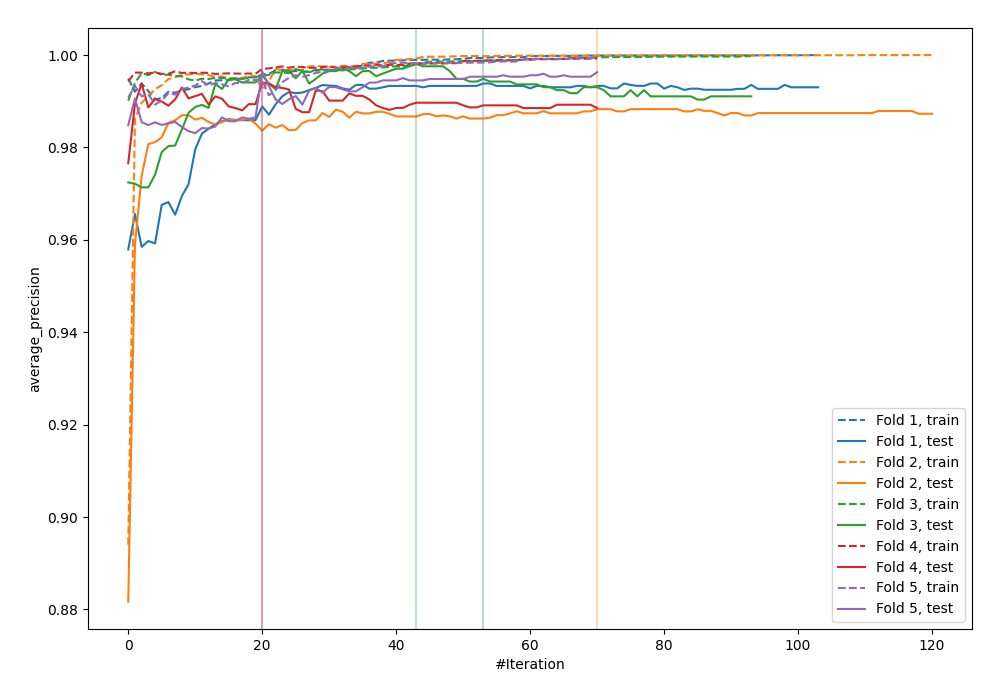 1.00
0.98
0.96
0.94
0.92
0.90
0.88
average_precision
0
20
40
60
80
100
120
#Iteration
Fold 1, train
Fold 1, test
Fold 2, train
Fold 2, test
Fold 3, train
Fold 3, test
Fold 4, train
Fold 4, test
Fold 5, train
Fold 5, test